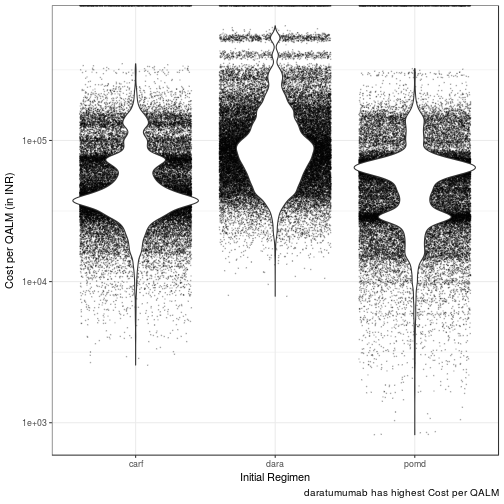 Cost per QALM (in INR)
1e+05
1e+04
1e+03
carf
dara
pomd
Initial Regimen
daratumumab has highest Cost per QALM